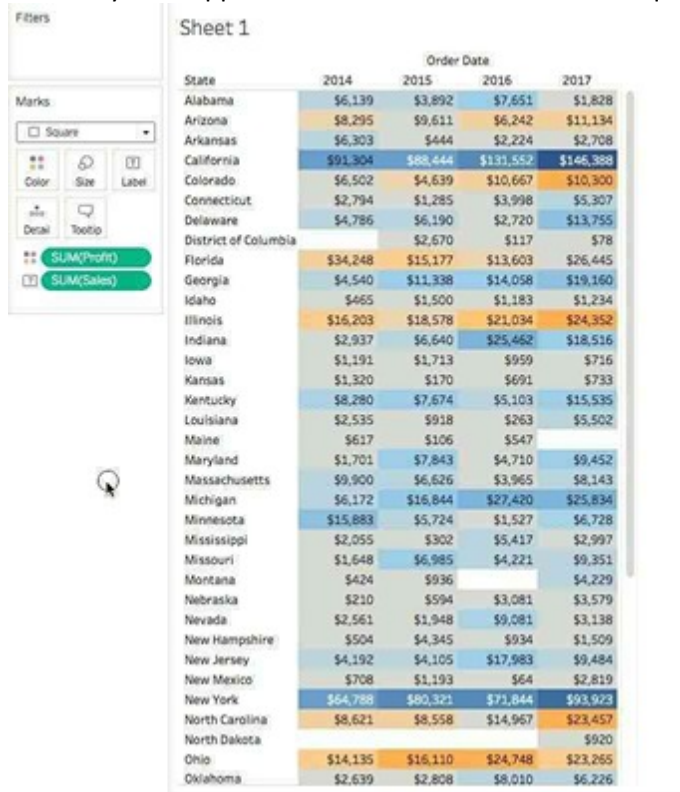 Filters
Sheet 1
Order Date
State 2014 2015 2016 2017
Marks
Square
Color Size Label
Detail Tooltip
SUM(Profit)
SUM(Sales)
Alabama $6,139 $3,892 $7,651 $1,828
Arizona $8,295 $9,611 $6,242 $11,134
Arkansas $6,303 $444 $2,224 $2,708
California $91,304 $88,444 $131,552 $146,388
Colorado $6,502 $4,639 $10,667 $10,300
Connecticut $2,794 $1,285 $3,998 $5,307
Delaware $4,786 $6,190 $2,720 $13,755
District of Columbia $2,670 $117 $78
Florida $34,248 $15,177 $13,603 $26,445
Georgia $4,540 $11,338 $14,058 $19,160
Idaho $465 $1,500 $1,183 $1,234
Illinois $16,203 $18,578 $21,034 $24,352
Indiana $2,937 $6,640 $25,462 $18,516
Iowa $1,191 $1,713 $959 $716
Kansas $1,320 $170 $691 $733
Kentucky $8,280 $7,674 $5,103 $15,535
Louisiana $2,535 $918 $263 $5,502
Maine $617 $106 $547
Maryland $1,701 $7,843 $4,710 $9,452
Massachusetts $9,900 $6,626 $3,965 $8,143
Michigan $6,172 $16,844 $27,420 $25,834
Minnesota $15,883 $5,724 $1,527 $6,728
Mississippi $2,055 $302 $5,417 $2,997
Missouri $1,648 $6,985 $4,221 $9,351
Montana $424 $936 $4,229
Nebraska $210 $594 $3,081 $3,579
Nevada $2,561 $1,948 $9,081 $3,138
New Hampshire $504 $4,345 $934 $1,509
New Jersey $4,192 $4,105 $17,983 $9,484
New Mexico $708 $1,193 $64 $2,819
New York $64,788 $80,321 $71,844 $93,923
North Carolina $8,621 $8,558 $14,967 $23,457
North Dakota $920
Ohio $14,135 $16,110 $24,748 $23,265
Oklahoma $2,639 $2,808 $8,010 $6,226